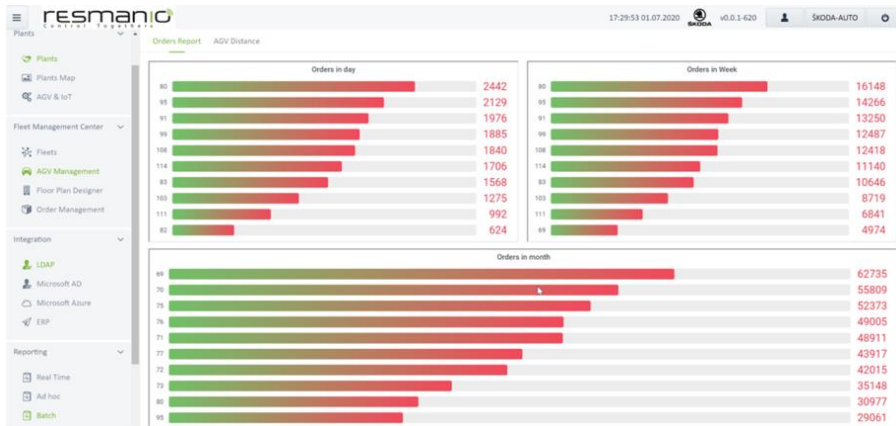 resmanio
Control Together
17:29:53 01.07.2020
ŠKODA
v0.0.1-620
ŠKODA-AUTO
Plants
Plants
Plants Map
AGV & IoT
Fleet Management Center
Fleets
AGV Management
Floor Plan Designer
Order Management
Integration
LDAP
Microsoft AD
Microsoft Azure
ERP
Reporting
Real Time
Ad hoc
Batch
Orders Report AGV Distance
Orders in day
80 2442
95 2129
91 1976
99 1885
108 1840
114 1706
83 1568
103 1275
111 992
82 624
Orders in Week
80 16148
95 14266
91 13250
99 12487
108 12418
114 11140
83 10646
103 8719
111 6841
69 4974
Orders in month
69 62735
70 55809
75 52373
76 49005
71 48911
77 43917
72 42015
73 35148
80 30977
95 29061